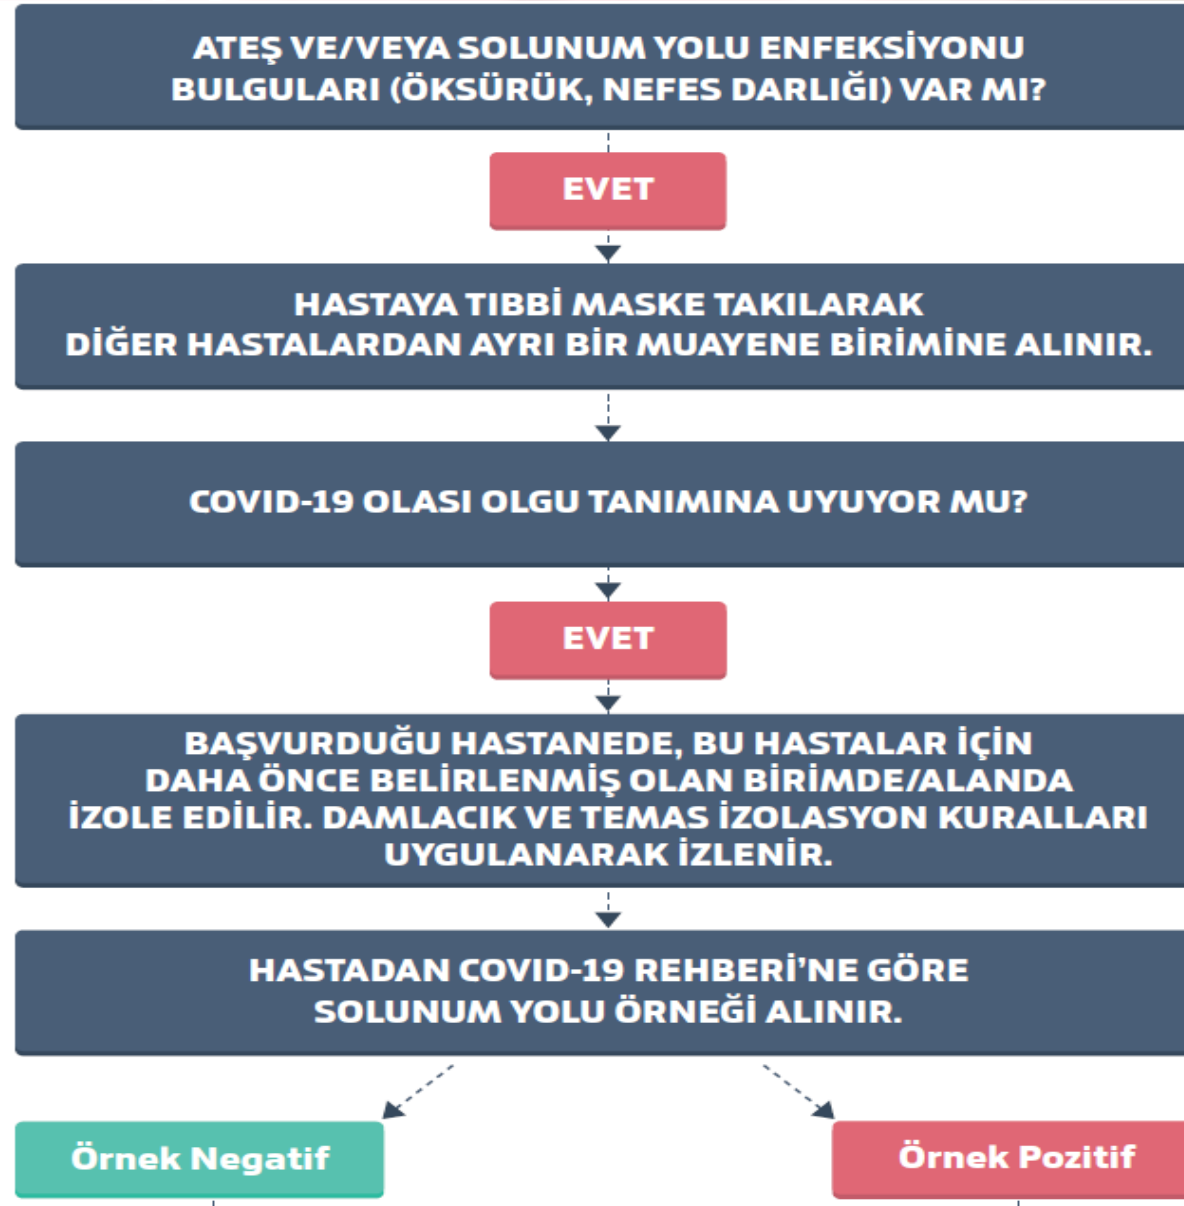 ATEŞ VE/VEYA SOLUNUM YOLU ENFEKSİYONU
BULGULARI (ÖKSÜRÜK, NEFES DARLIĞI) VAR MI?
EVET
HASTAYA TIBBİ MASKE TAKILARAK
DİĞER HASTALARDAN AYRI BİR MUAYENE BİRİMİNE ALINIR.
COVID-19 OLASI OLGU TANIMINA UYUYOR MU?
EVET
BAŞVURDUĞU HASTANEDE, BU HASTALAR İÇİN
DAHA ÖNCE BELİRLENMİŞ OLAN BİRİMDE/ALANDA
İZOLE EDİLİR. DAMLACIK VE TEMAS İZOLASYON KURALLARI
UYGULANARAK İZLENİR.
HASTADAN COVID-19 REHBERİ’NE GÖRE
SOLUNUM YOLU ÖRNEĞİ ALINIR.
Örnek Negatif
Örnek Pozitif